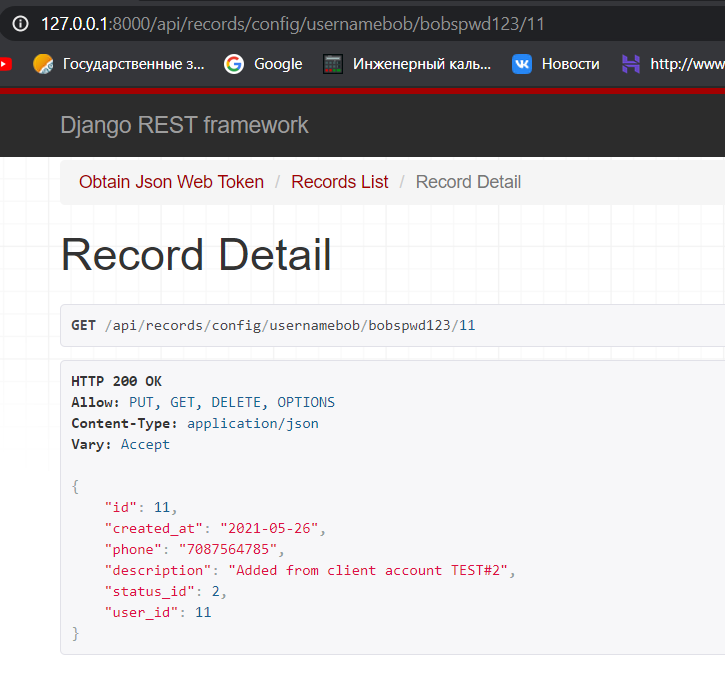 127.0.0.1:8000/api/records/config/usernamebob/bobspwd123/11
Государственные з... Google Инженерный каль... Новости http://www
Django REST framework
Obtain Json Web Token / Records List / Record Detail
Record Detail
GET /api/records/config/usernamebob/bobspwd123/11
HTTP 200 OK
Allow: PUT, GET, DELETE, OPTIONS
Content-Type: application/json
Vary: Accept
{
"id": 11,
"created_at": "2021-05-26",
"phone": "7087564785",
"description": "Added from client account TEST#2",
"status_id": 2,
"user_id": 11
}